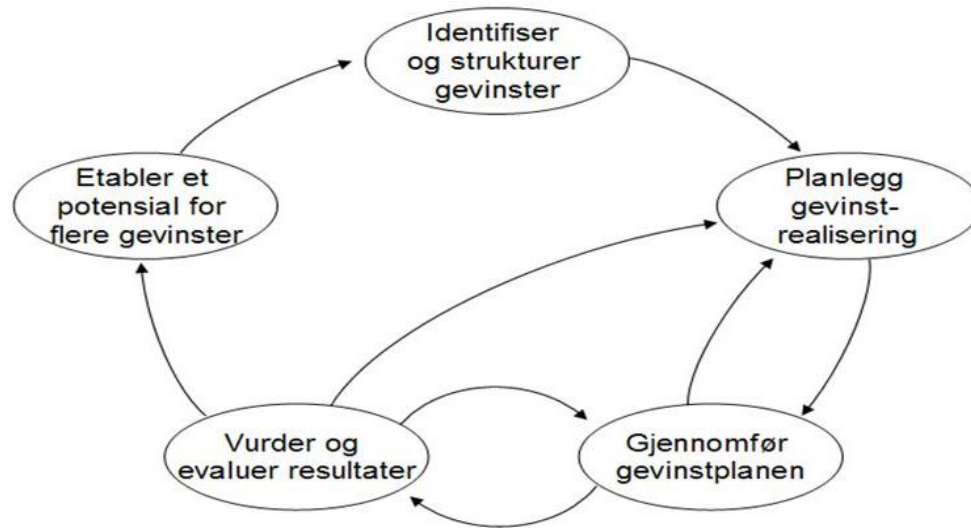 Identifiser
og strukturer
gevinster
Etabler et
potensial for
flere gevinster
Planlegg
gevinst-
realisering
Vurder og
evaluer resultater
Gjennomfør
gevinstplanen